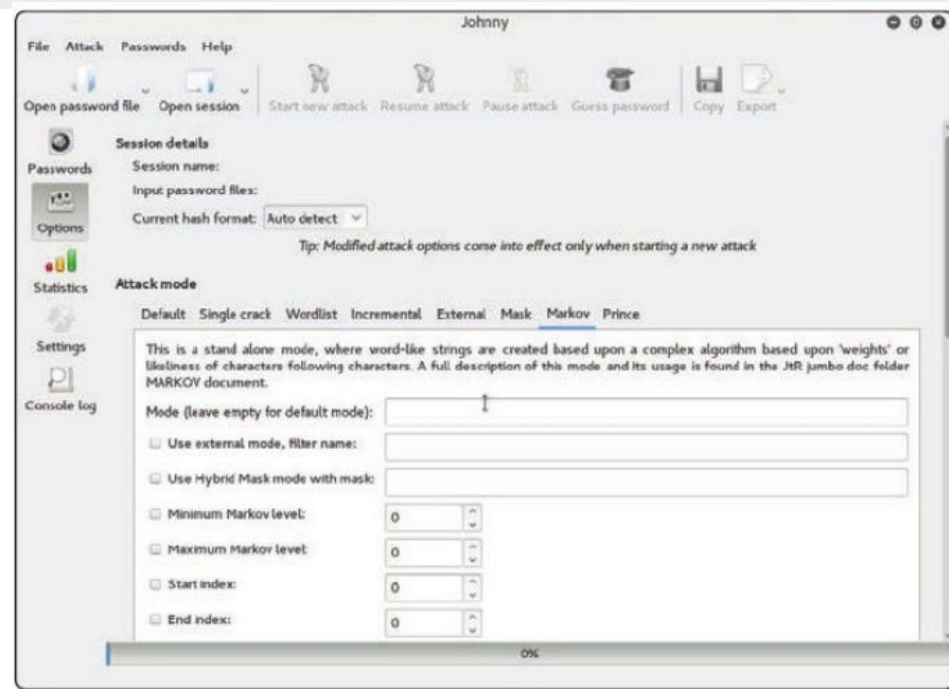 Johnny
File Attack Passwords Help
Open password file Open session Start new attack Resume attack Pause attack Guess password Copy Export
Passwords
Options
Statistics
Settings
Console log
Session details
Session name:
Input password files:
Current hash format: Auto detect
Tip: Modified attack options come into effect only when starting a new attack
Attack mode
Default Single crack Wordlist Incremental External Mask Markov Prince
This is a stand alone mode, where word-like strings are created based upon a complex algorithm based upon 'weights' or
likeliness of characters following characters. A full description of this mode and its usage is found in the JtR jumbo doc folder
MARKOV document.
Mode (leave empty for default mode):
Use external mode, filter name:
Use Hybrid Mask mode with mask:
Minimum Markov level: 0
Maximum Markov level: 0
Start index: 0
End index: 0
0%